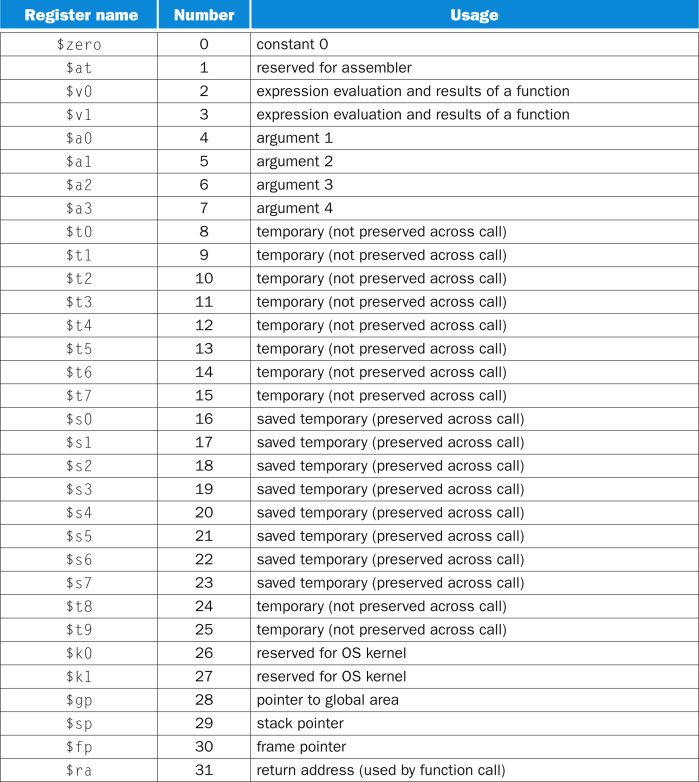 Register name Number Usage
$zero 0 constant 0
$at 1 reserved for assembler
$v0 2 expression evaluation and results of a function
$v1 3 expression evaluation and results of a function
$a0 4 argument 1
$a1 5 argument 2
$a2 6 argument 3
$a3 7 argument 4
$t0 8 temporary (not preserved across call)
$t1 9 temporary (not preserved across call)
$t2 10 temporary (not preserved across call)
$t3 11 temporary (not preserved across call)
$t4 12 temporary (not preserved across call)
$t5 13 temporary (not preserved across call)
$t6 14 temporary (not preserved across call)
$t7 15 temporary (not preserved across call)
$s0 16 saved temporary (preserved across call)
$s1 17 saved temporary (preserved across call)
$s2 18 saved temporary (preserved across call)
$s3 19 saved temporary (preserved across call)
$s4 20 saved temporary (preserved across call)
$s5 21 saved temporary (preserved across call)
$s6 22 saved temporary (preserved across call)
$s7 23 saved temporary (preserved across call)
$t8 24 temporary (not preserved across call)
$t9 25 temporary (not preserved across call)
$k0 26 reserved for OS kernel
$k1 27 reserved for OS kernel
$gp 28 pointer to global area
$sp 29 stack pointer
$fp 30 frame pointer
$ra 31 return address (used by function call)